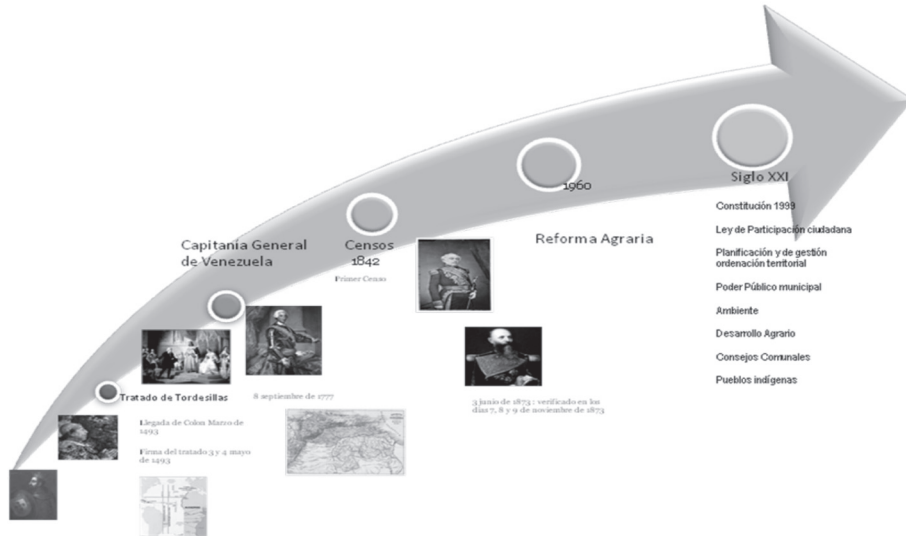 Tratado de Tordesillas
Llegada de Colon Marzo de
1493
Firma del tratado 3 y 4 mayo
de 1493
Capitanía General
de Venezuela
8 septiembre de 1777
Censos
1842
Primer Censo
3 junio de 1873 : verificado en los
días 7, 8 y 9 de noviembre de 1873
1960
Reforma Agraria
Siglo XXI
Constitución 1999
Ley de Participación ciudadana
Planificación y de gestión
ordenación territorial
Poder Público municipal
Ambiente
Desarrollo Agrario
Consejos Comunales
Pueblos indígenas